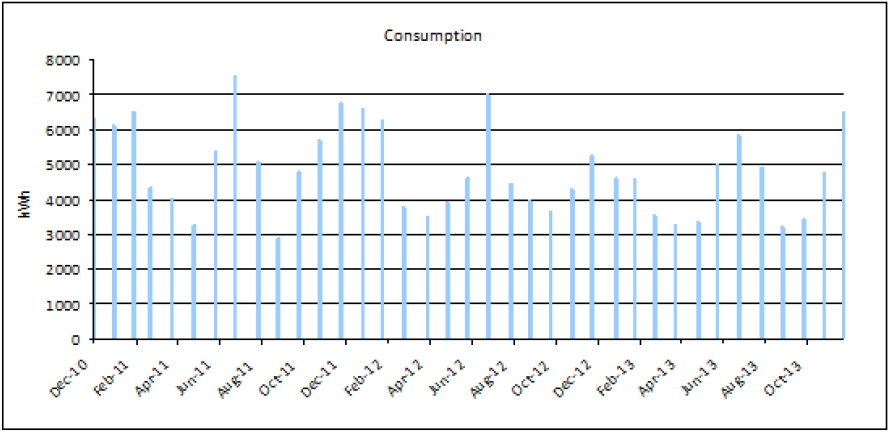 Consumption
8000
7000
6000
5000
4000
3000
2000
1000
0
kWh
Dec-10
Feb-11
Apr-11
Jun-11
Aug-11
Oct-11
Dec-11
Feb-12
Apr-12
Jun-12
Aug-12
Oct-12
Dec-12
Feb-13
Apr-13
Jun-13
Aug-13
Oct-13